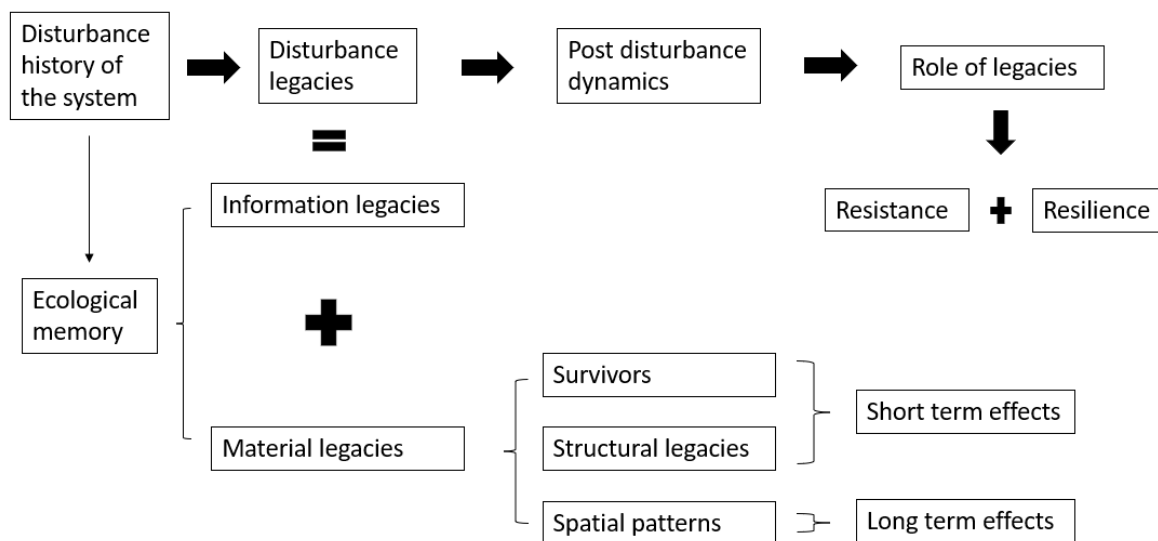 Disturbance
history of
the system
Disturbance
legacies
Post disturbance
dynamics
Role of legacies
Information legacies
Resistance
Resilience
Ecological
memory
Survivors
Short term effects
Material legacies
Structural legacies
Spatial patterns
Long term effects